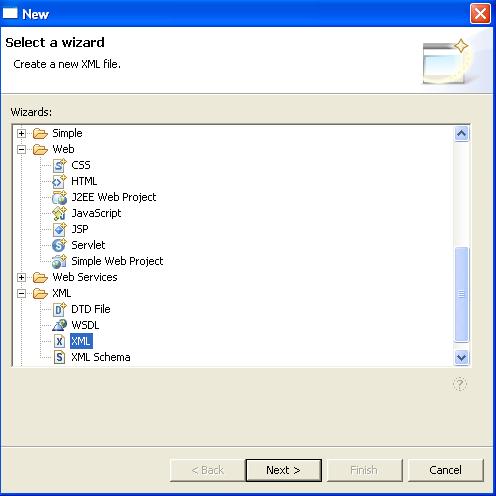 New
Select a wizard
Create a new XML file.
Wizards:
Simple
Web
CSS
HTML
J2EE Web Project
JavaScript
JSP
Servlet
Simple Web Project
Web Services
XML
DTD File
WSDL
XML
XML Schema
?
< Back Next > Finish Cancel